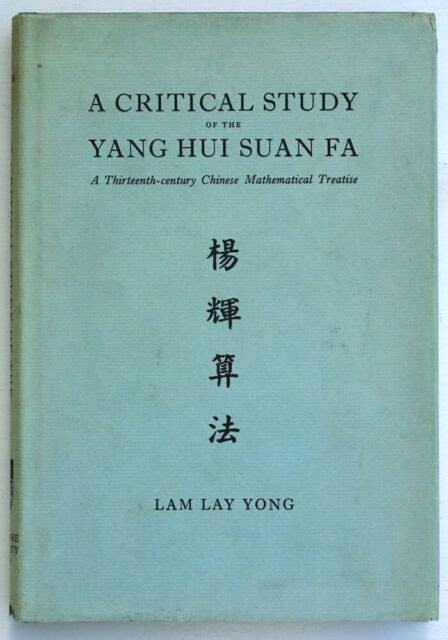 A CRITICAL STUDY
OF THE
YANG HUI SUAN FA
A Thirteenth-century Chinese Mathematical Treatise
楊
輝
算
法
LAM LAY YONG